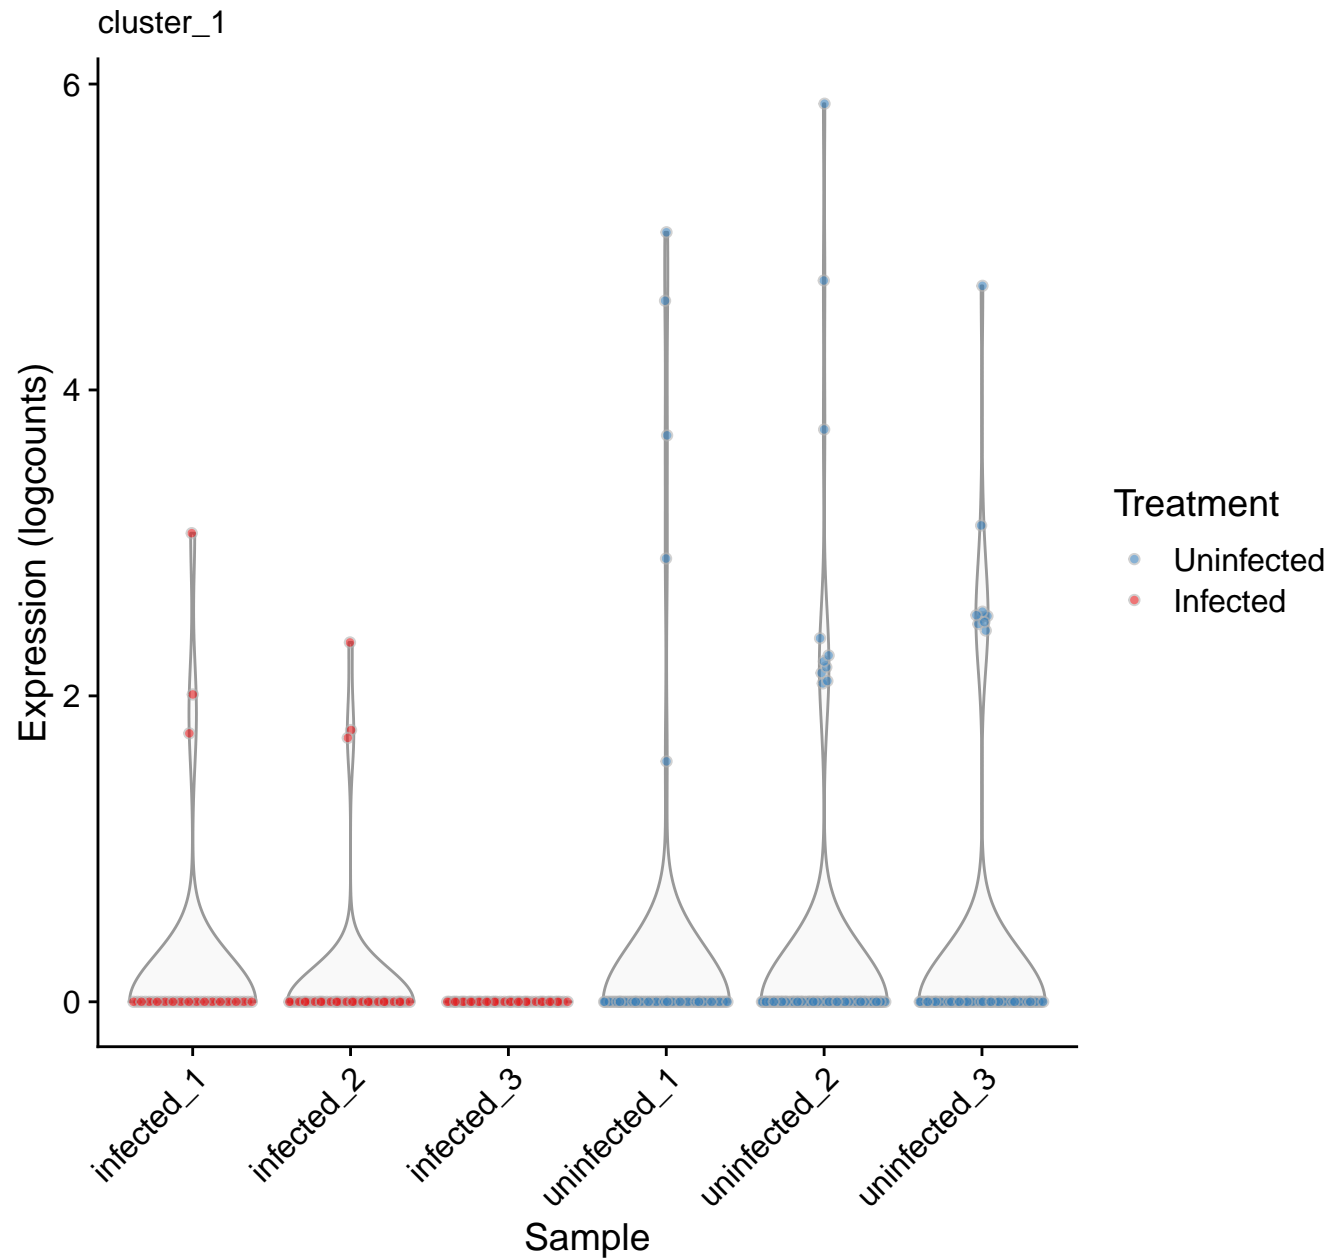 cluster_1
6
4
2
0
Expression (logcounts)
infected_1
infected_2
infected_3
uninfected_1
uninfected_2
uninfected_3
Sample
Treatment
Uninfected
Infected